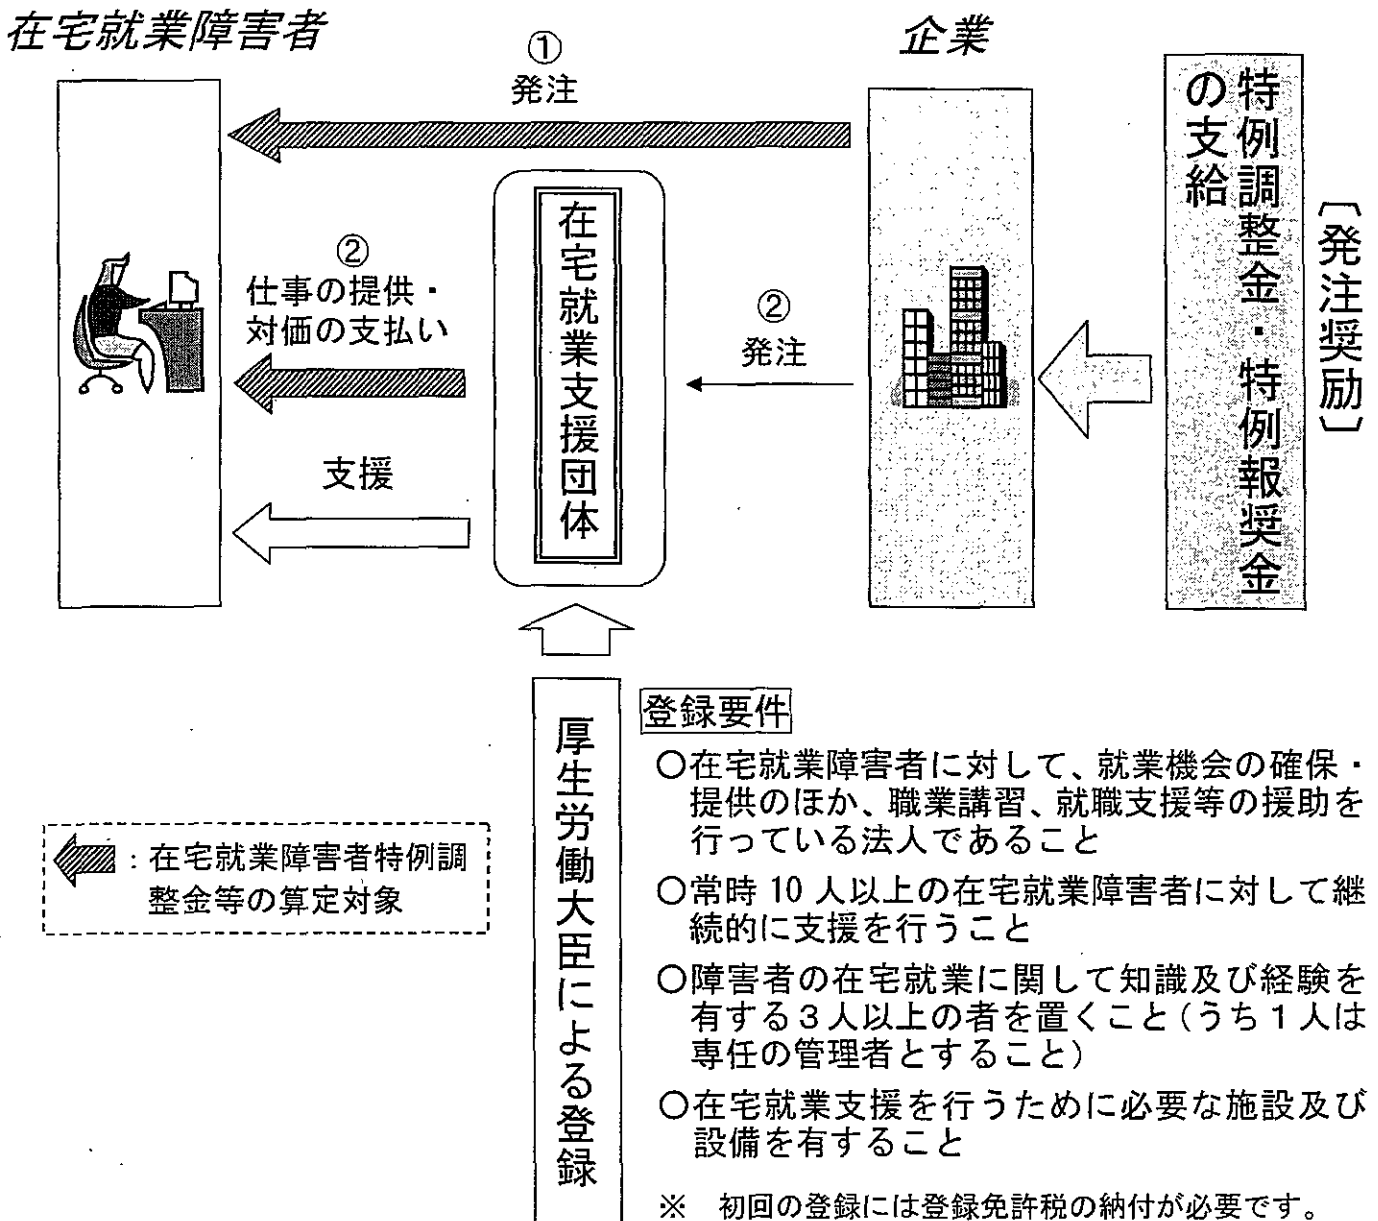 在宅就業障害者
①
発注
企業
特例調整金・特例報奨金
の支給
〔発注奨励〕
在宅就業支援団体
②
仕事の提供・
対価の支払い
②
発注
支援
厚生労働大臣による登録
登録要件
○在宅就業障害者に対して、就業機会の確保・
提供のほか、職業講習、就職支援等の援助を
行っている法人であること
○常時 10 人以上の在宅就業障害者に対して継
続的に支援を行うこと
○障害者の在宅就業に関して知識及び経験を
有する3人以上の者を置くこと(うち1人は
専任の管理者とすること)
○在宅就業支援を行うために必要な施設及び
設備を有すること
※ 初回の登録には登録免許税の納付が必要です。
：在宅就業障害者特例調
整金等の算定対象